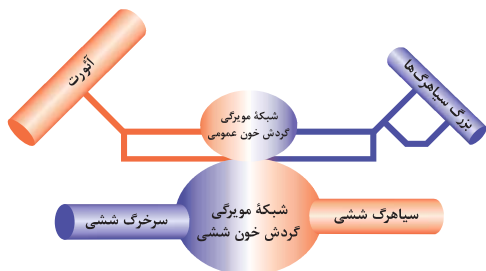 آئورت
بزرگ سیاهرگ‌ها
شبکهٔ مویرگی
گردش خون عمومی
شبکهٔ مویرگی
گردش خون ششی
سیاهرگ ششی
سرخرگ ششی